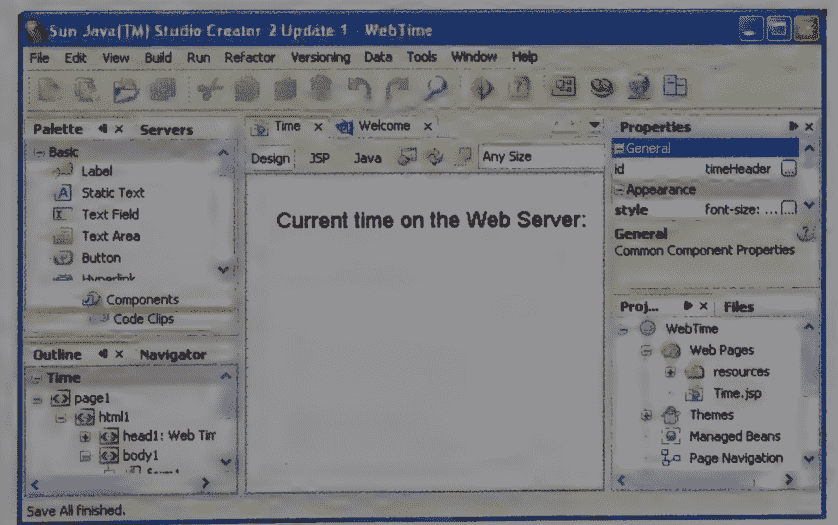 Sun Java(TM) Studio Creator 2 Update 1 - WebTime
File Edit View Build Run Refactor Versioning Data Tools Window Help
Palette Servers
Basic
Label
Static Text
Text Field
Text Area
Button
Hyperlink
Components
Code Clips
Outline Navigator
Time
page1
html1
head1: Web Tim
body1
Form1
Time Welcome
Design JSP Java Any Size
Current time on the Web Server:
Properties
General
id timeHeader
Appearance
style font-size: ...
General
Common Component Properties
Proj... Files
WebTime
Web Pages
resources
Time.jsp
Themes
Managed Beans
Page Navigation
Save All finished.